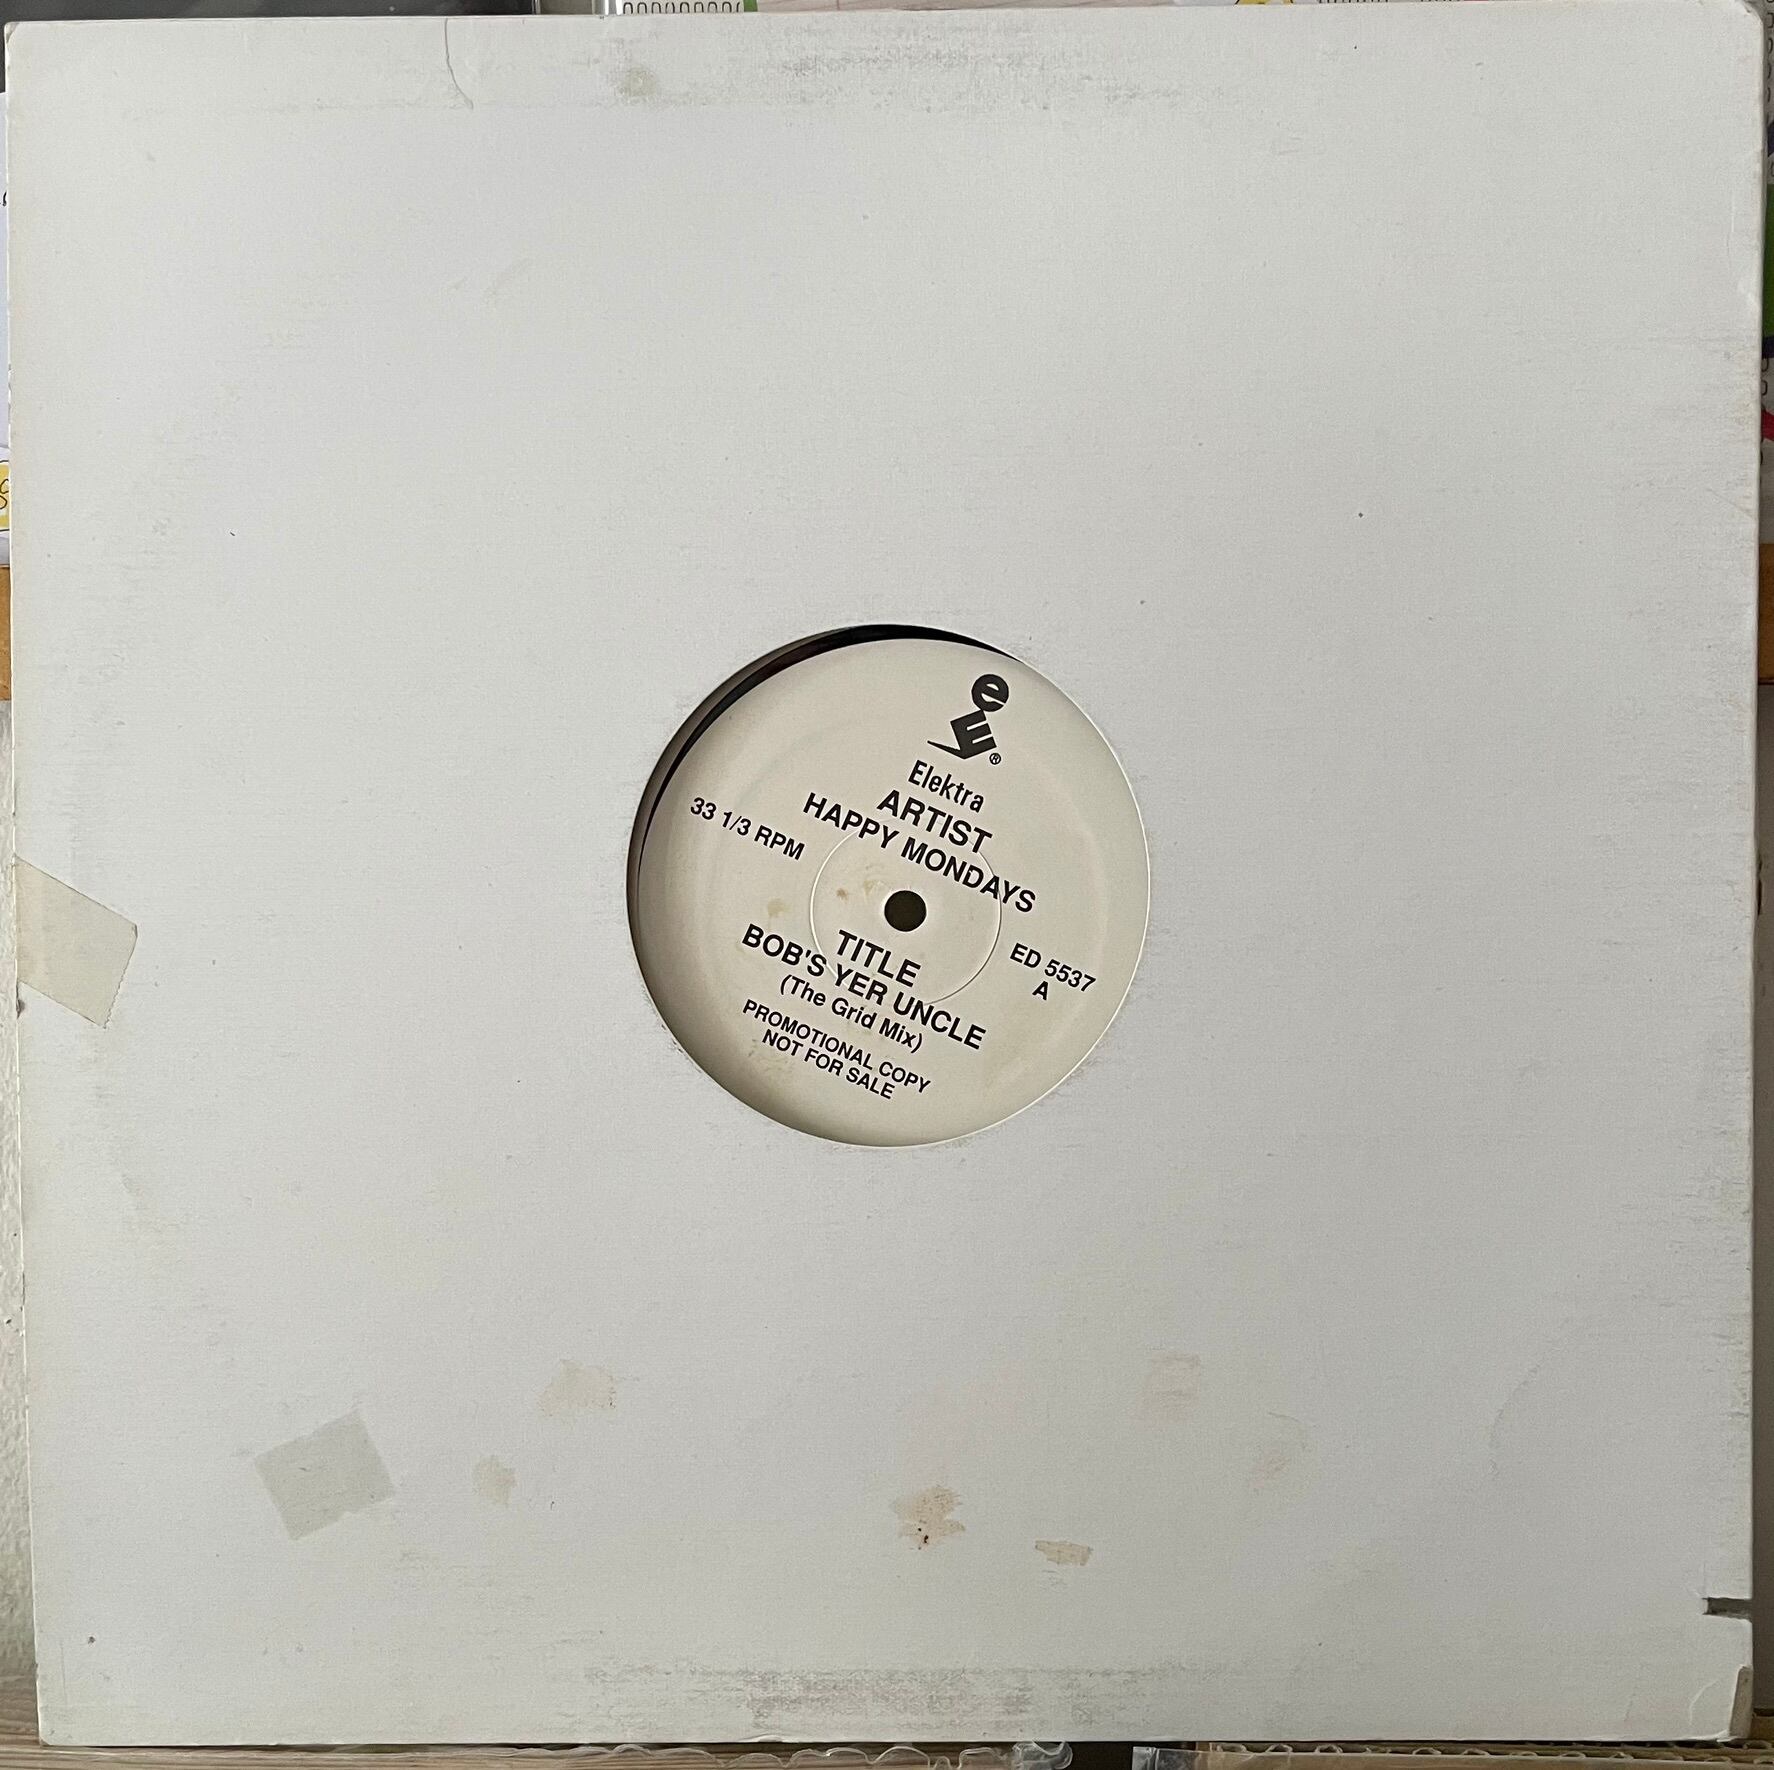 e
E®
Elektra
ARTIST
HAPPY MONDAYS
33 1/3 RPM
TITLE
BOB'S YER UNCLE
(The Grid Mix)
ED 5537
A
PROMOTIONAL COPY
NOT FOR SALE